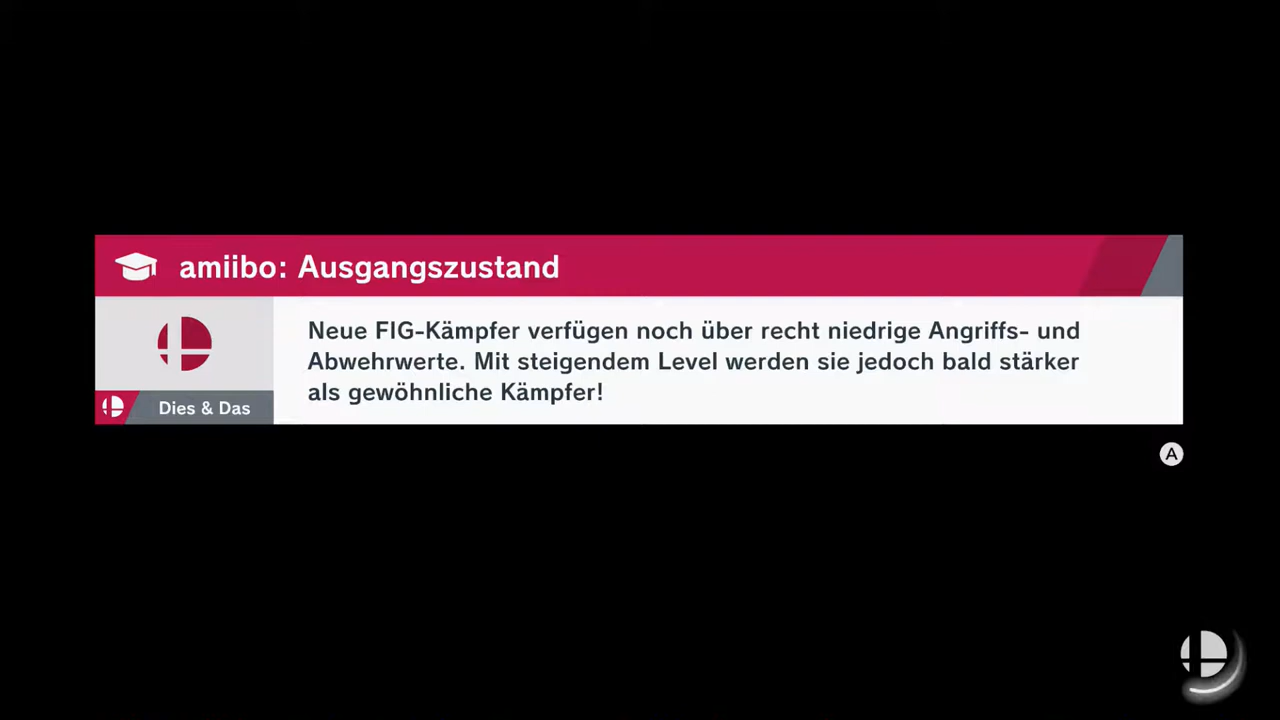 amiibo: Ausgangszustand
Neue FIG-Kämpfer verfügen noch über recht niedrige Angriffs- und
Abwehrwerte. Mit steigendem Level werden sie jedoch bald stärker
als gewöhnliche Kämpfer!
Dies & Das
A